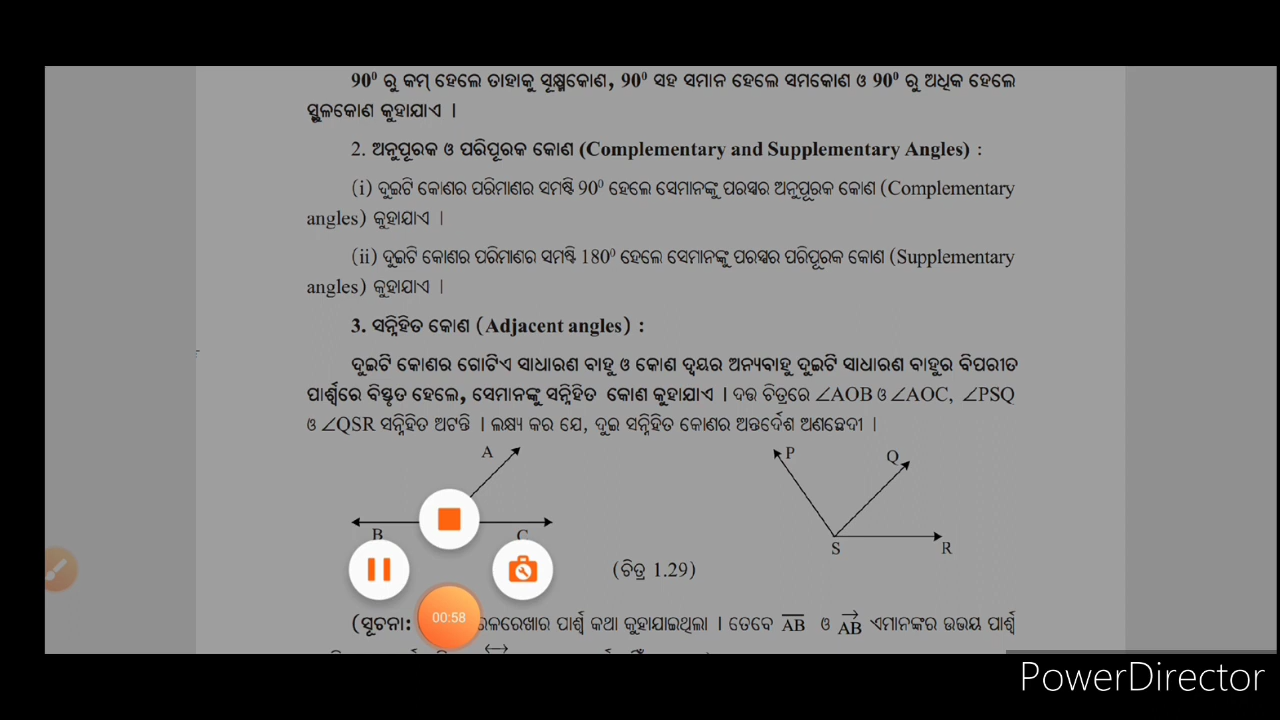 90⁰ ରୁ କମ୍ ହେଲେ ତାହାକୁ ସୂକ୍ଷ୍ମକୋଣ, 90⁰ ସହ ସମାନ ହେଲେ ସମକୋଣ ଓ 90⁰ ରୁ ଅଧିକ ହେଲେ
ସ୍ଥୂଳକୋଣ କୁହାଯାଏ ।
2. ଅନୁପୂରକ ଓ ପରିପୂରକ କୋଣ (Complementary and Supplementary Angles) :
(i) ଦୁଇଟି କୋଣର ପରିମାଣର ସମଷ୍ଟି 90⁰ ହେଲେ ସେମାନଙ୍କୁ ପରସ୍ପର ଅନୁପୂରକ କୋଣ (Complementary
angles) କୁହାଯାଏ ।
(ii) ଦୁଇଟି କୋଣର ପରିମାଣର ସମଷ୍ଟି 180⁰ ହେଲେ ସେମାନଙ୍କୁ ପରସ୍ପର ପରିପୂରକ କୋଣ (Supplementary
angles) କୁହାଯାଏ ।
3. ସନ୍ନିହିତ କୋଣ (Adjacent angles) :
ଦୁଇଟି କୋଣର ଗୋଟିଏ ସାଧାରଣ ବାହୁ ଓ କୋଣ ଦ୍ୱୟର ଅନ୍ୟବାହୁ ଦୁଇଟି ସାଧାରଣ ବାହୁର ବିପରୀତ
ପାର୍ଶ୍ୱରେ ବିସ୍ତୃତ ହେଲେ, ସେମାନଙ୍କୁ ସନ୍ନିହିତ କୋଣ କୁହାଯାଏ । ଦତ୍ତ ଚିତ୍ରରେ ∠AOB ଓ ∠AOC, ∠PSQ
ଓ ∠QSR ସନ୍ନିହିତ ଅଟନ୍ତି । ଲକ୍ଷ୍ୟ କର ଯେ, ଦୁଇ ସନ୍ନିହିତ କୋଣର ଅନ୍ତର୍ଦେଶ ଅଣଛେଦୀ ।
A P Q
B C S R
(ଚିତ୍ର 1.29)
00:58
(ସୂଚନା: ପାର୍ଶ୍ୱ କଥା କୁହାଯାଇଥିଲା । ତେବେ A̅B̅ ଓ AB⃗ ଏମାନଙ୍କର ଉଭୟ ପାର୍ଶ୍ୱ
PowerDirector